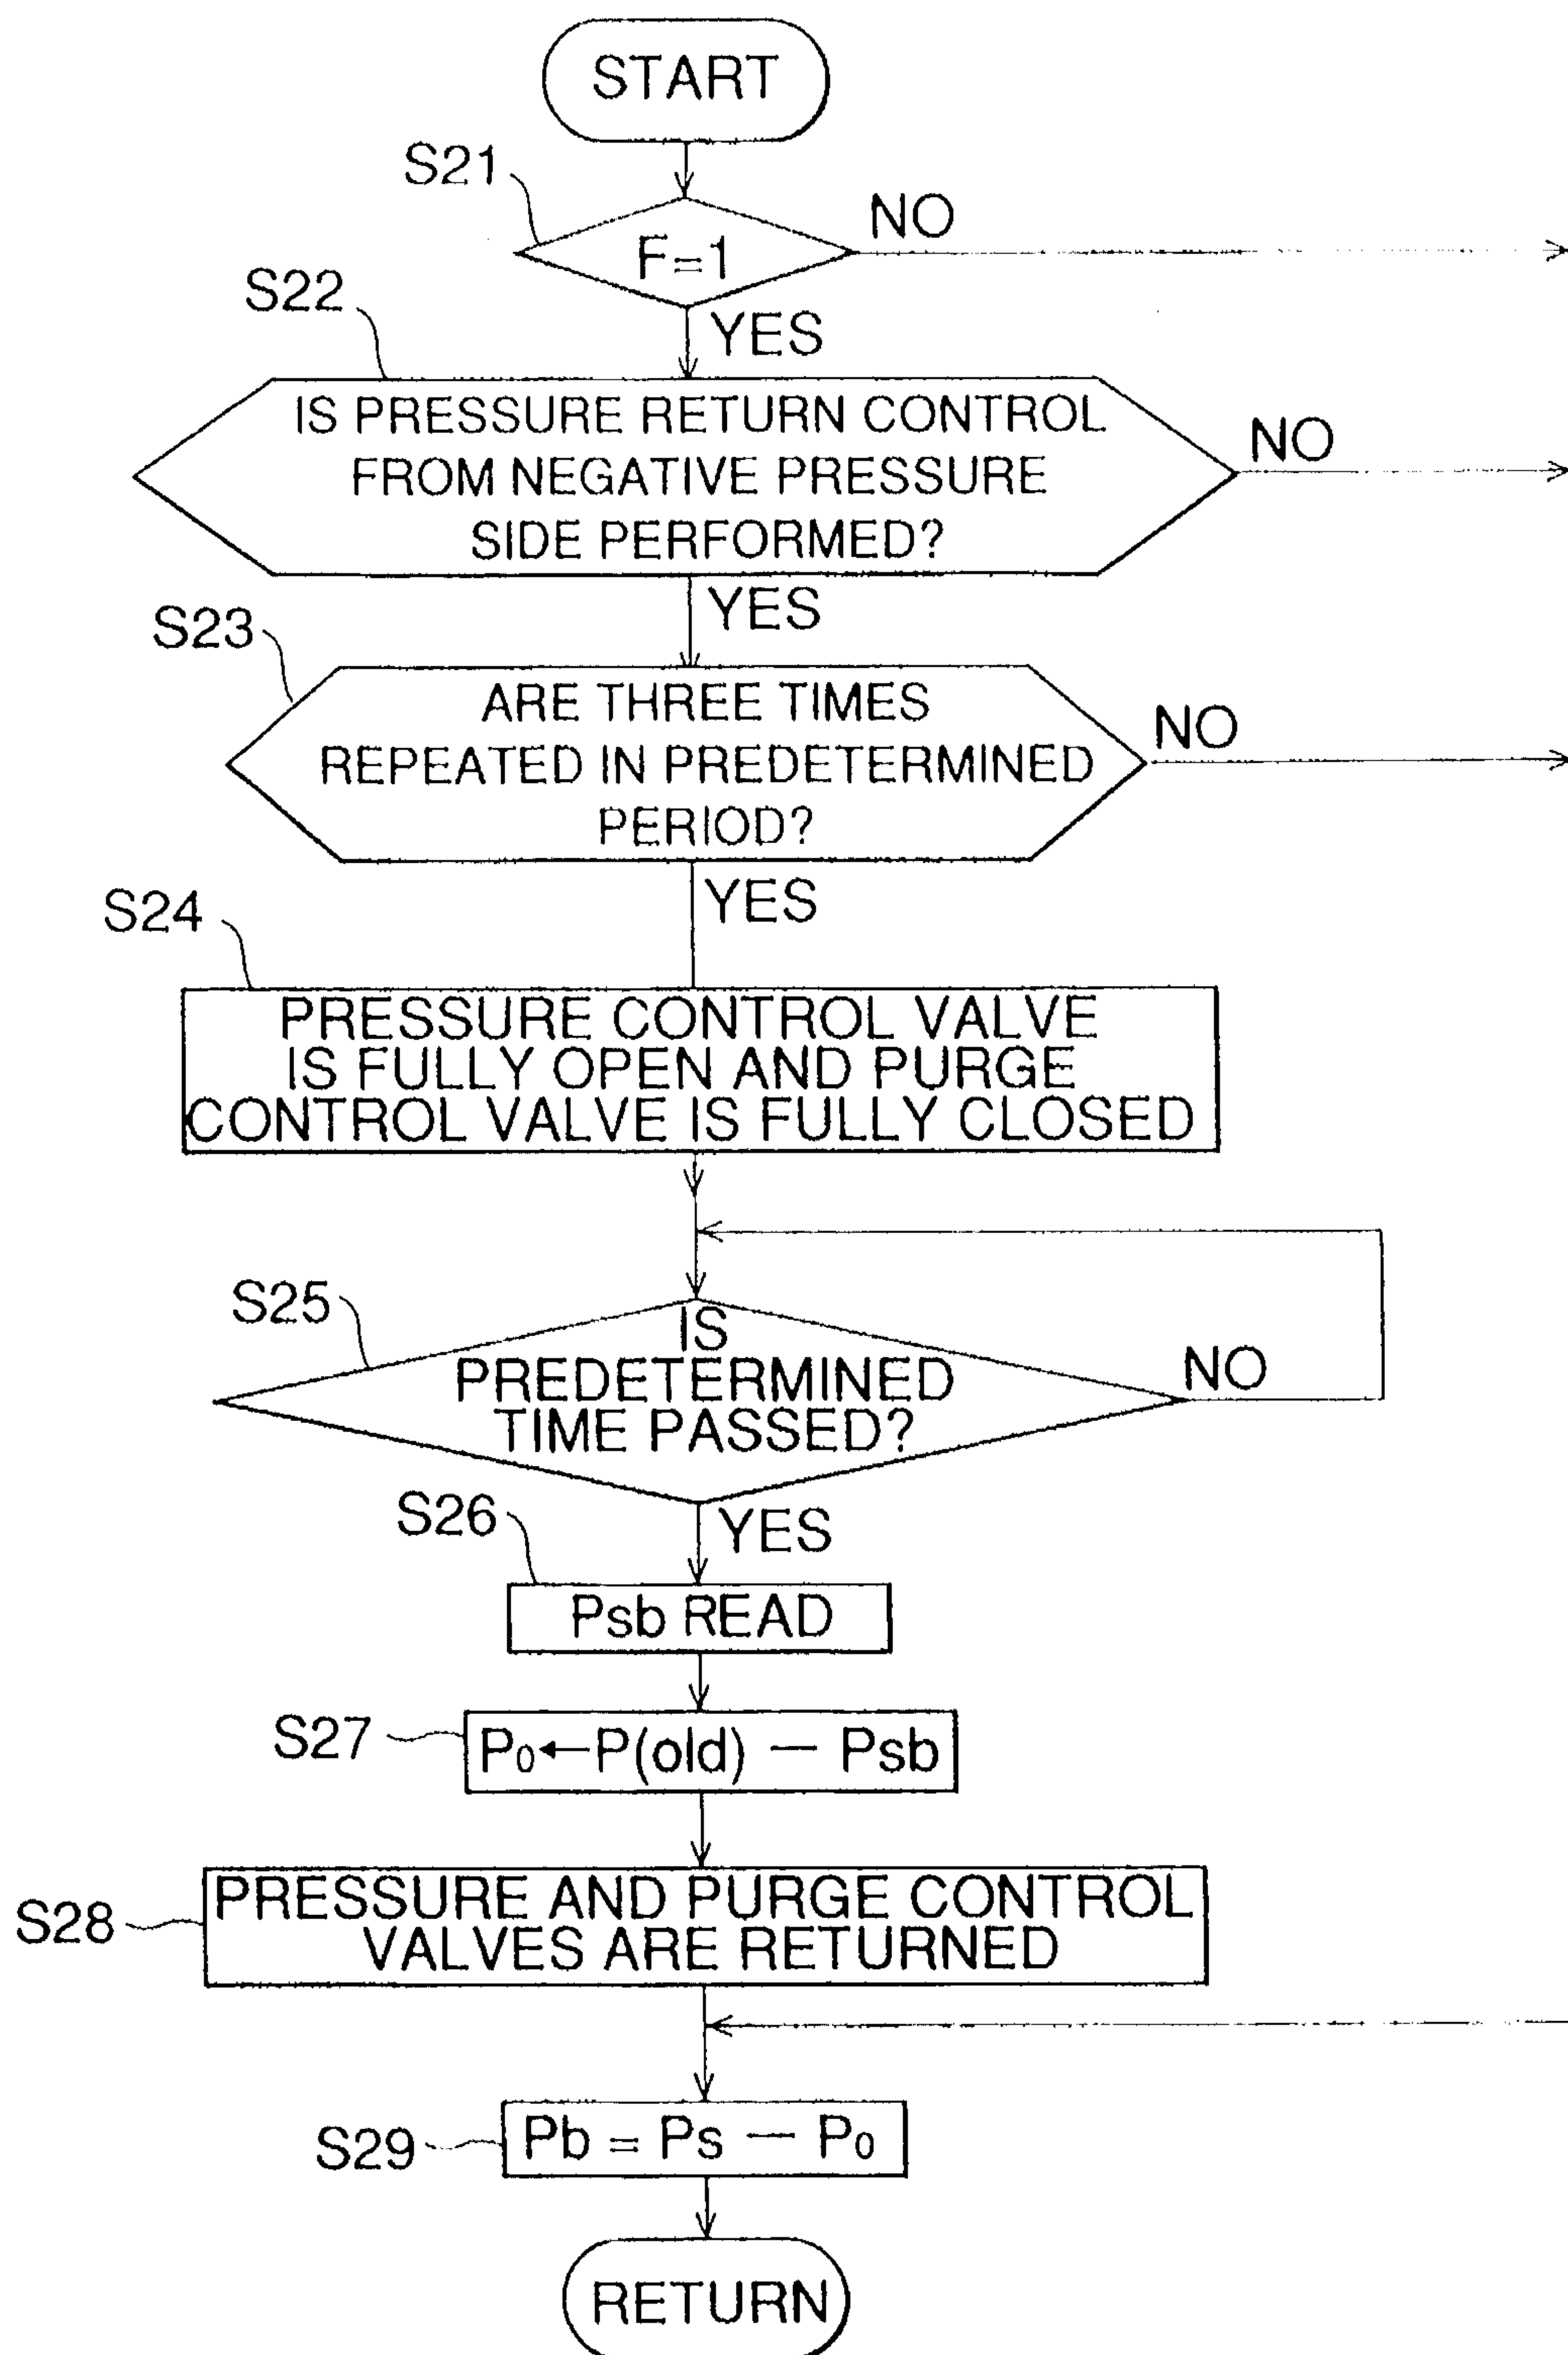 START
S21
F=1
NO
YES
S22
IS PRESSURE RETURN CONTROL
FROM NEGATIVE PRESSURE
SIDE PERFORMED?
NO
YES
S23
ARE THREE TIMES
REPEATED IN PREDETERMINED
PERIOD?
NO
YES
S24
PRESSURE CONTROL VALVE
IS FULLY OPEN AND PURGE
CONTROL VALVE IS FULLY CLOSED
S25
IS
PREDETERMINED
TIME PASSED?
NO
YES
S26
Psb READ
S27
P₀←P(old) — Psb
S28
PRESSURE AND PURGE CONTROL
VALVES ARE RETURNED
S29
Pb = Ps — P₀
RETURN